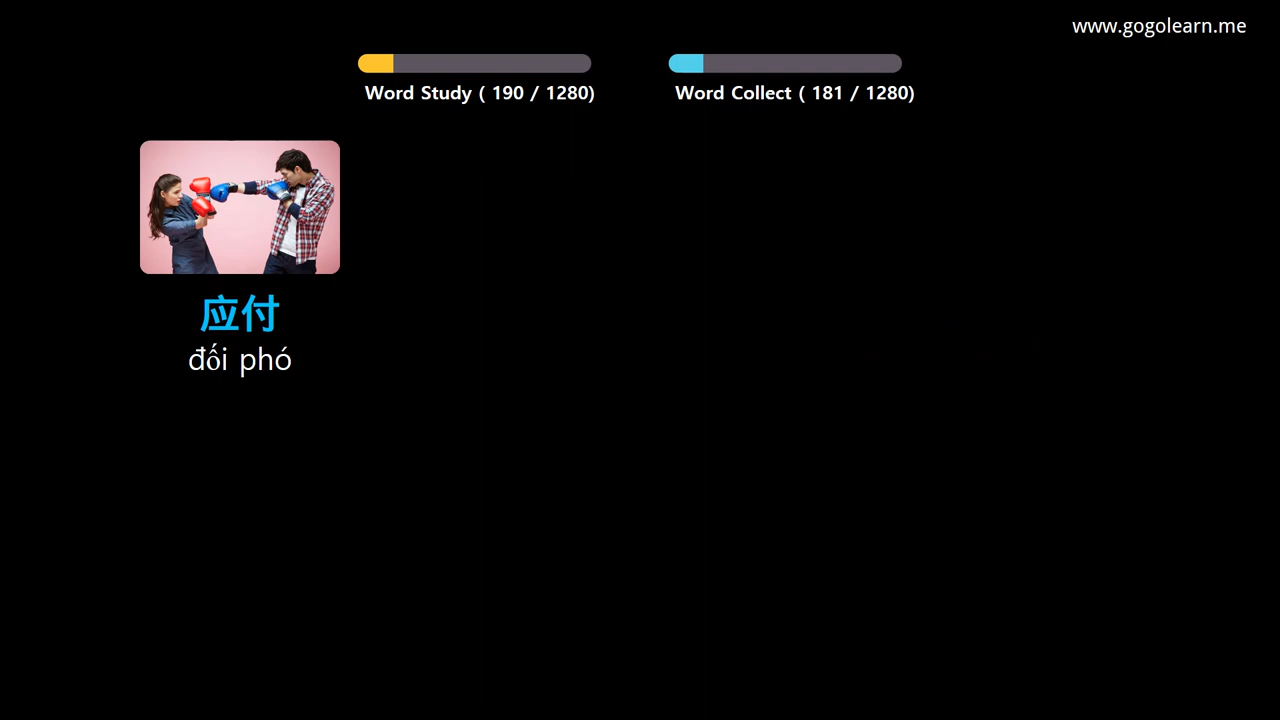 www.gogolearn.me
Word Study ( 190 / 1280)
Word Collect ( 181 / 1280)
应付
đối phó